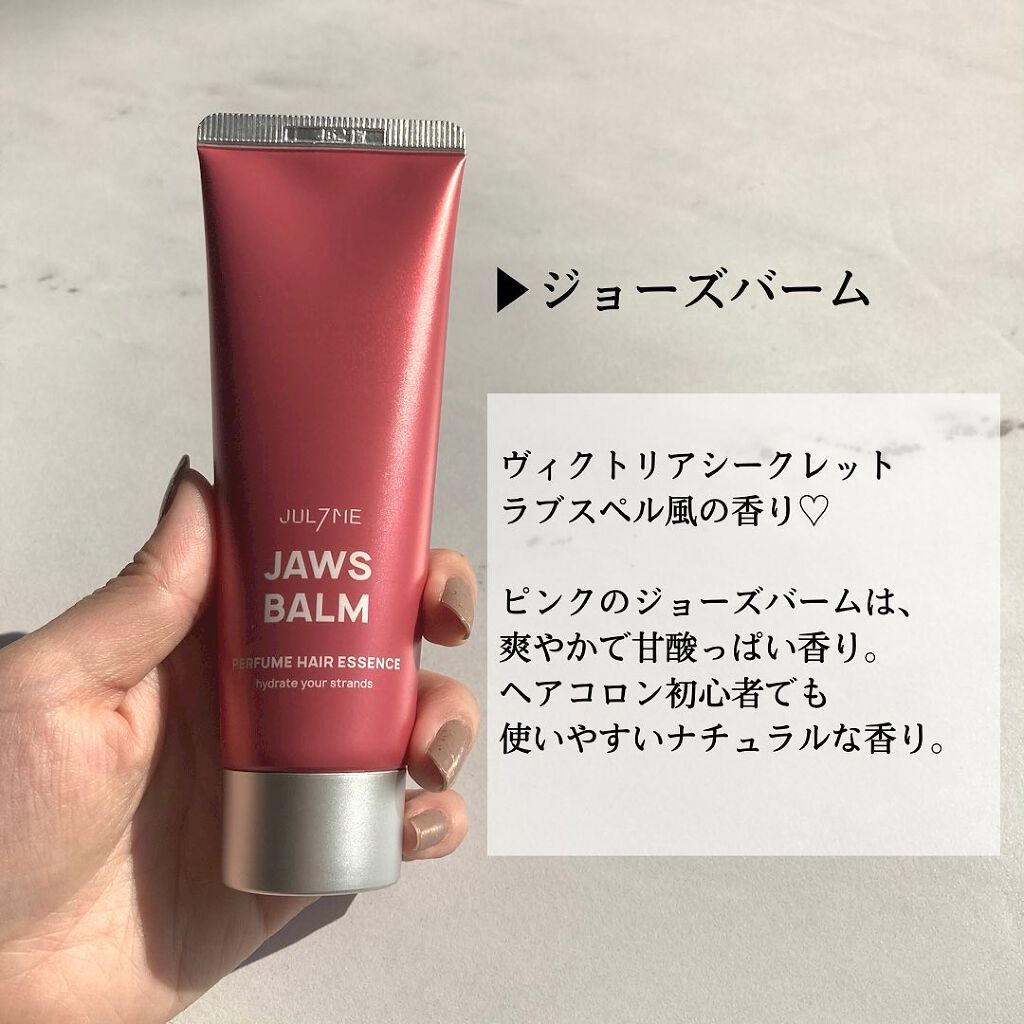 JUL7ME
JAWS
BALM
PERFUME HAIR ESSENCE
hydrate your strands
▶ジョーズバーム
ヴィクトリアシークレット
ラブスペル風の香り♡
ピンクのジョーズバームは、
爽やかで甘酸っぱい香り。
ヘアコロン初心者でも
使いやすいナチュラルな香り。